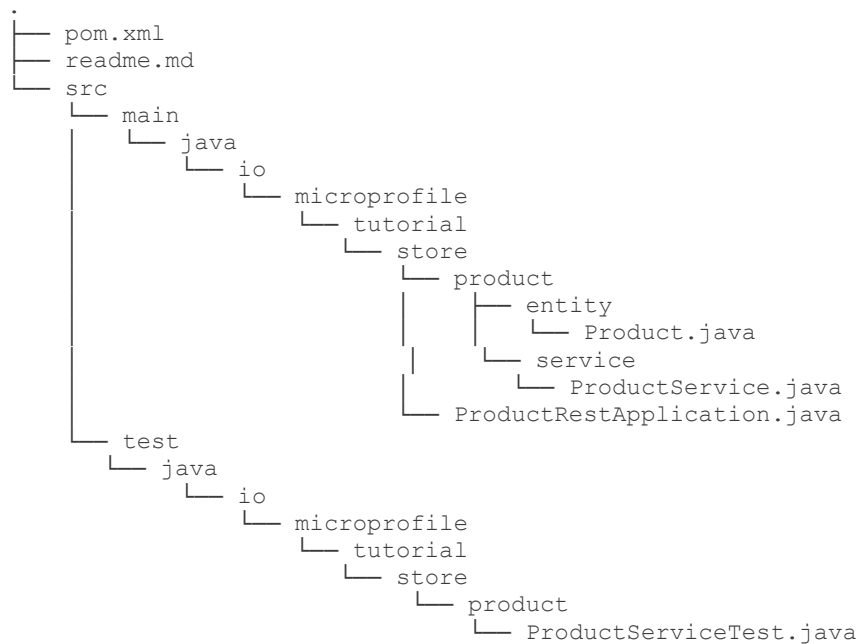 .
├── pom.xml
├── readme.md
└── src
└── main
│ └── java
│ └── io
│ └── microprofile
│ └── tutorial
│ └── store
│ └── product
│ │ ├── entity
│ │ │ └── Product.java
│ │ └── service
│ │ └── ProductService.java
│ └── ProductRestApplication.java
└── test
└── java
└── io
└── microprofile
└── tutorial
└── store
└── product
└── ProductServiceTest.java